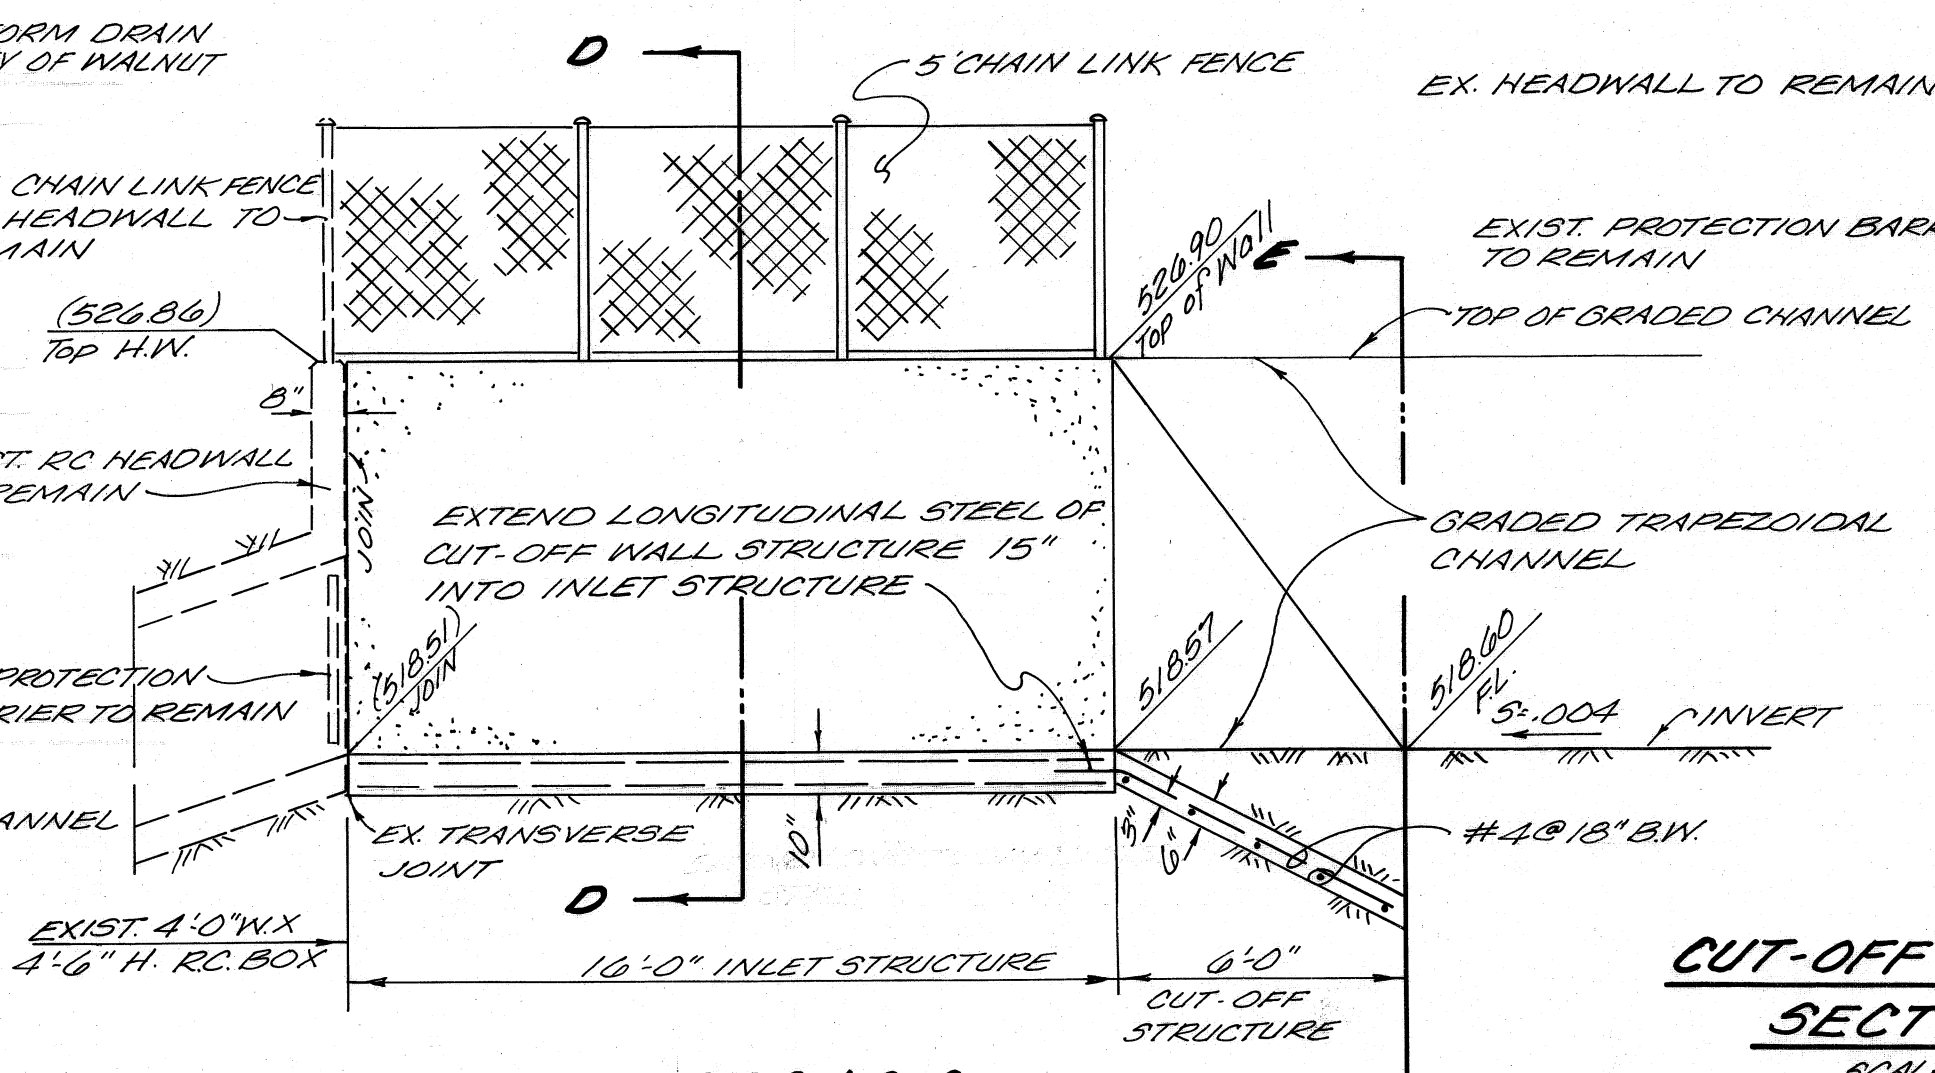 ORM DRAIN
Y OF WALNUT
D
5' CHAIN LINK FENCE
EX. HEADWALL TO REMAIN
CHAIN LINK FENCE
HEADWALL TO
MAIN
(526.86)
Top H.W.
8"
526.90
Top of Wall
E
EXIST. PROTECTION BARR
TO REMAIN
TOP OF GRADED CHANNEL
ST. RC HEADWALL
REMAIN
JOIN
EXTEND LONGITUDINAL STEEL OF
CUT-OFF WALL STRUCTURE 15"
INTO INLET STRUCTURE
GRADED TRAPEZOIDAL
CHANNEL
(518.51)
JOIN
518.57
518.60
F.L.
S=.004
INVERT
PROTECTION
RIER TO REMAIN
ANNEL
EX. TRANSVERSE
JOINT
10"
3"
6"
#4@18" B.W.
D
EXIST. 4'-0" W. X
4'-6" H. R.C. BOX
16'-0" INLET STRUCTURE
6'-0"
CUT-OFF
STRUCTURE
CUT-OFF
SECT
SCAL